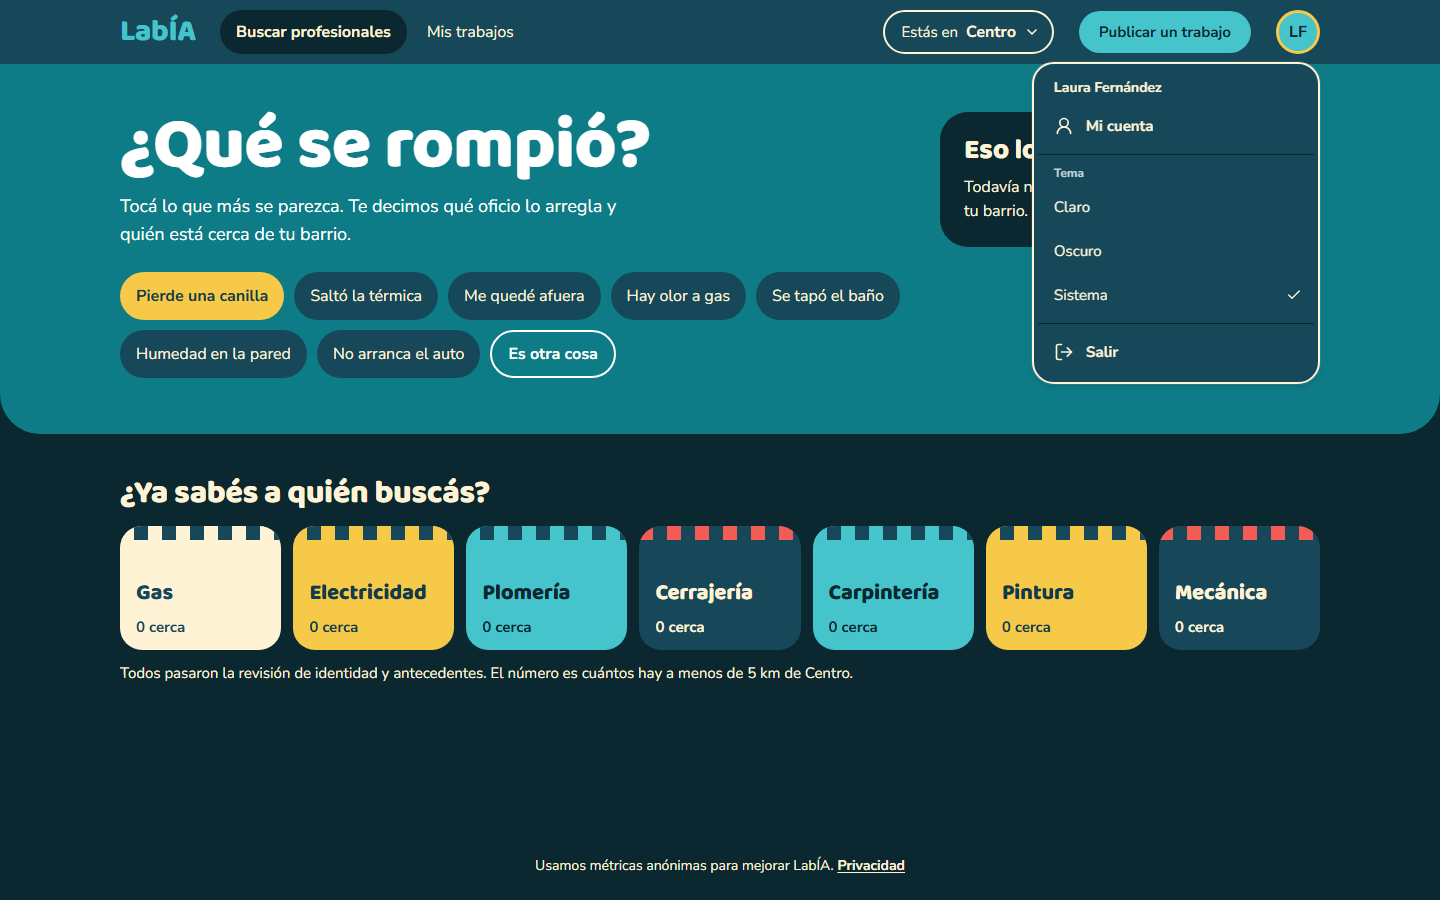 LabÍA
Buscar profesionales
Mis trabajos
Estás en Centro
Publicar un trabajo
LF
Laura Fernández
Mi cuenta
Tema
Claro
Oscuro
Sistema
Salir
¿Qué se rompió?
Tocá lo que más se parezca. Te decimos qué oficio lo arregla y
quién está cerca de tu barrio.
Eso lo
Todavía n
tu barrio.
Pierde una canilla
Saltó la térmica
Me quedé afuera
Hay olor a gas
Se tapó el baño
Humedad en la pared
No arranca el auto
Es otra cosa
¿Ya sabés a quién buscás?
Gas
0 cerca
Electricidad
0 cerca
Plomería
0 cerca
Cerrajería
0 cerca
Carpintería
0 cerca
Pintura
0 cerca
Mecánica
0 cerca
Todos pasaron la revisión de identidad y antecedentes. El número es cuántos hay a menos de 5 km de Centro.
Usamos métricas anónimas para mejorar LabÍA. Privacidad